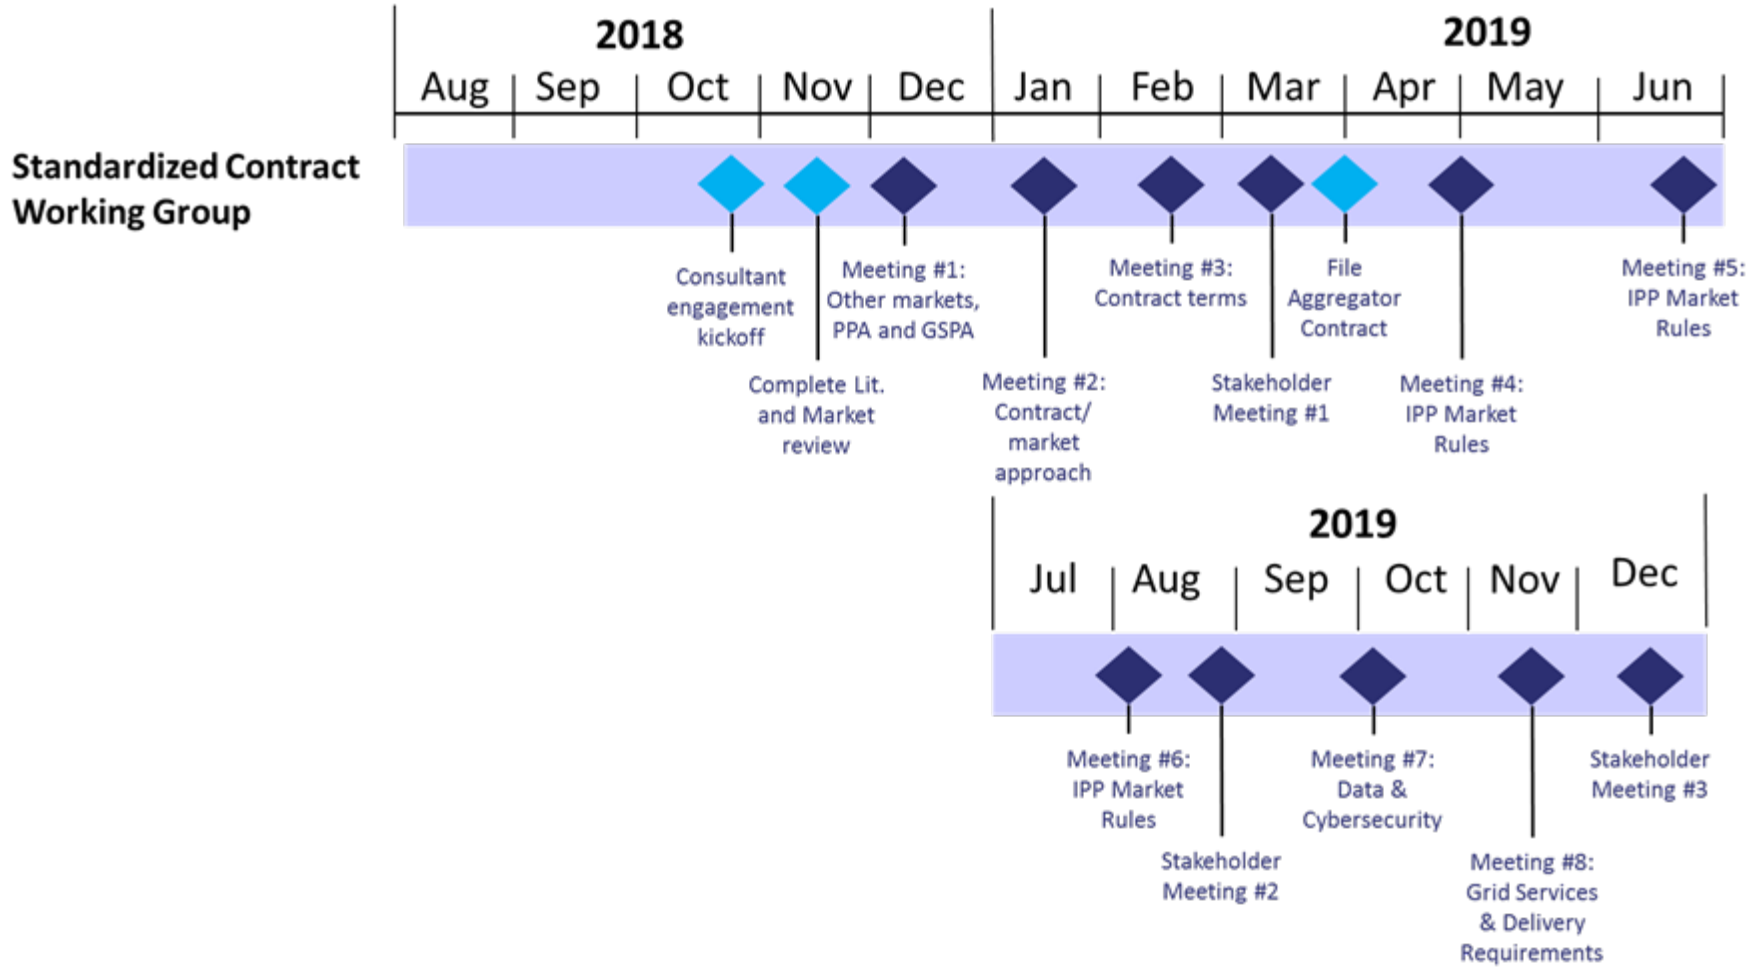 2018
2019
Aug
Sep
Oct
Nov
Dec
Jan
Feb
Mar
Apr
May
Jun
Standardized Contract
Working Group
Consultant
engagement
kickoff
Complete Lit.
and Market
review
Meeting #1:
Other markets,
PPA and GSPA
Meeting #2:
Contract/
market
approach
Meeting #3:
Contract terms
Stakeholder
Meeting #1
File
Aggregator
Contract
Meeting #4:
IPP Market
Rules
Meeting #5:
IPP Market
Rules
2019
Jul
Aug
Sep
Oct
Nov
Dec
Meeting #6:
IPP Market
Rules
Stakeholder
Meeting #2
Meeting #7:
Data &
Cybersecurity
Meeting #8:
Grid Services
& Delivery
Requirements
Stakeholder
Meeting #3